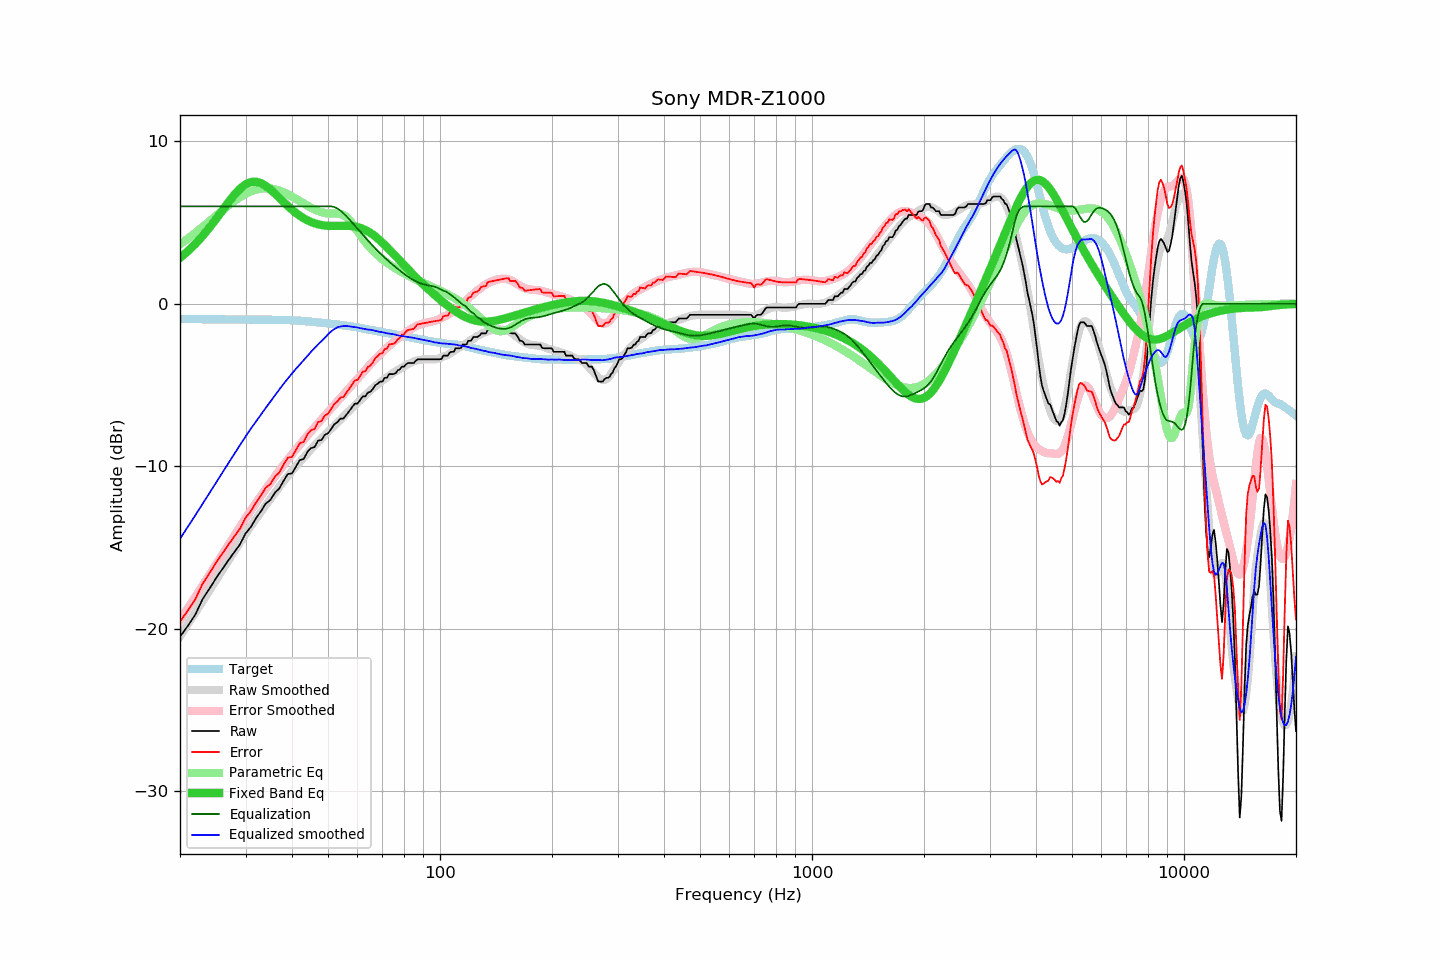 Sony MDR-Z1000
10
0
−10
−20
−30
Amplitude (dBr)
Target
Raw Smoothed
Error Smoothed
Raw
Error
Parametric Eq
Fixed Band Eq
Equalization
Equalized smoothed
100
1000
10000
Frequency (Hz)